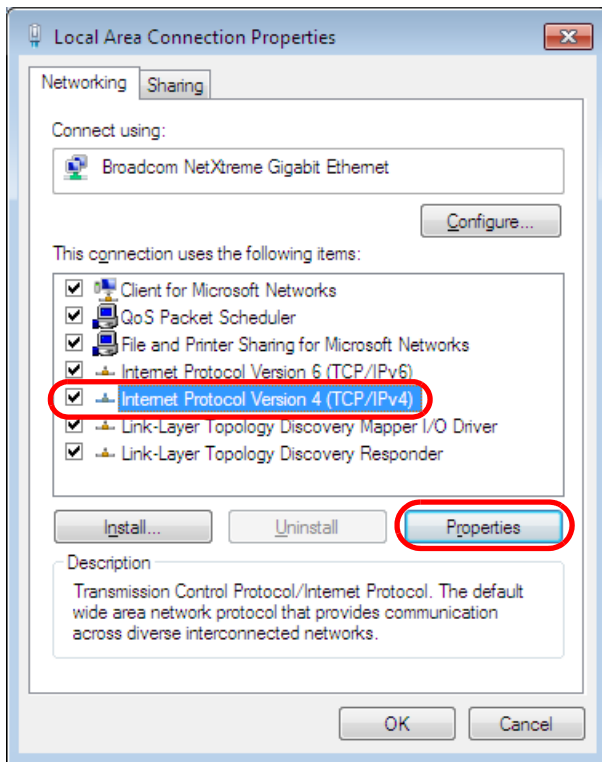 Local Area Connection Properties
Networking
Sharing
Connect using:
Broadcom NetXtreme Gigabit Ethernet
Configure...
This connection uses the following items:
Client for Microsoft Networks
QoS Packet Scheduler
File and Printer Sharing for Microsoft Networks
Internet Protocol Version 6 (TCP/IPv6)
Internet Protocol Version 4 (TCP/IPv4)
Link-Layer Topology Discovery Mapper I/O Driver
Link-Layer Topology Discovery Responder
Install...
Uninstall
Properties
Description
Transmission Control Protocol/Internet Protocol. The default
wide area network protocol that provides communication
across diverse interconnected networks.
OK
Cancel